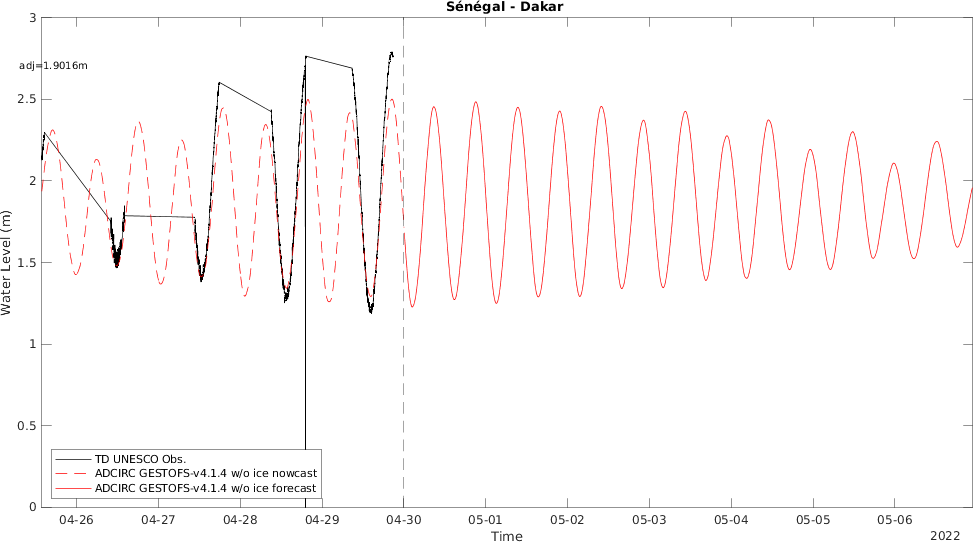 Sénégal - Dakar
adj=1.9016m
3
2.5
2
1.5
1
0.5
0
Water Level (m)
TD UNESCO Obs.
ADCIRC GESTOFS-v4.1.4 w/o ice nowcast
ADCIRC GESTOFS-v4.1.4 w/o ice forecast
04-26 04-27 04-28 04-29 04-30 05-01 05-02 05-03 05-04 05-05 05-06
Time
2022